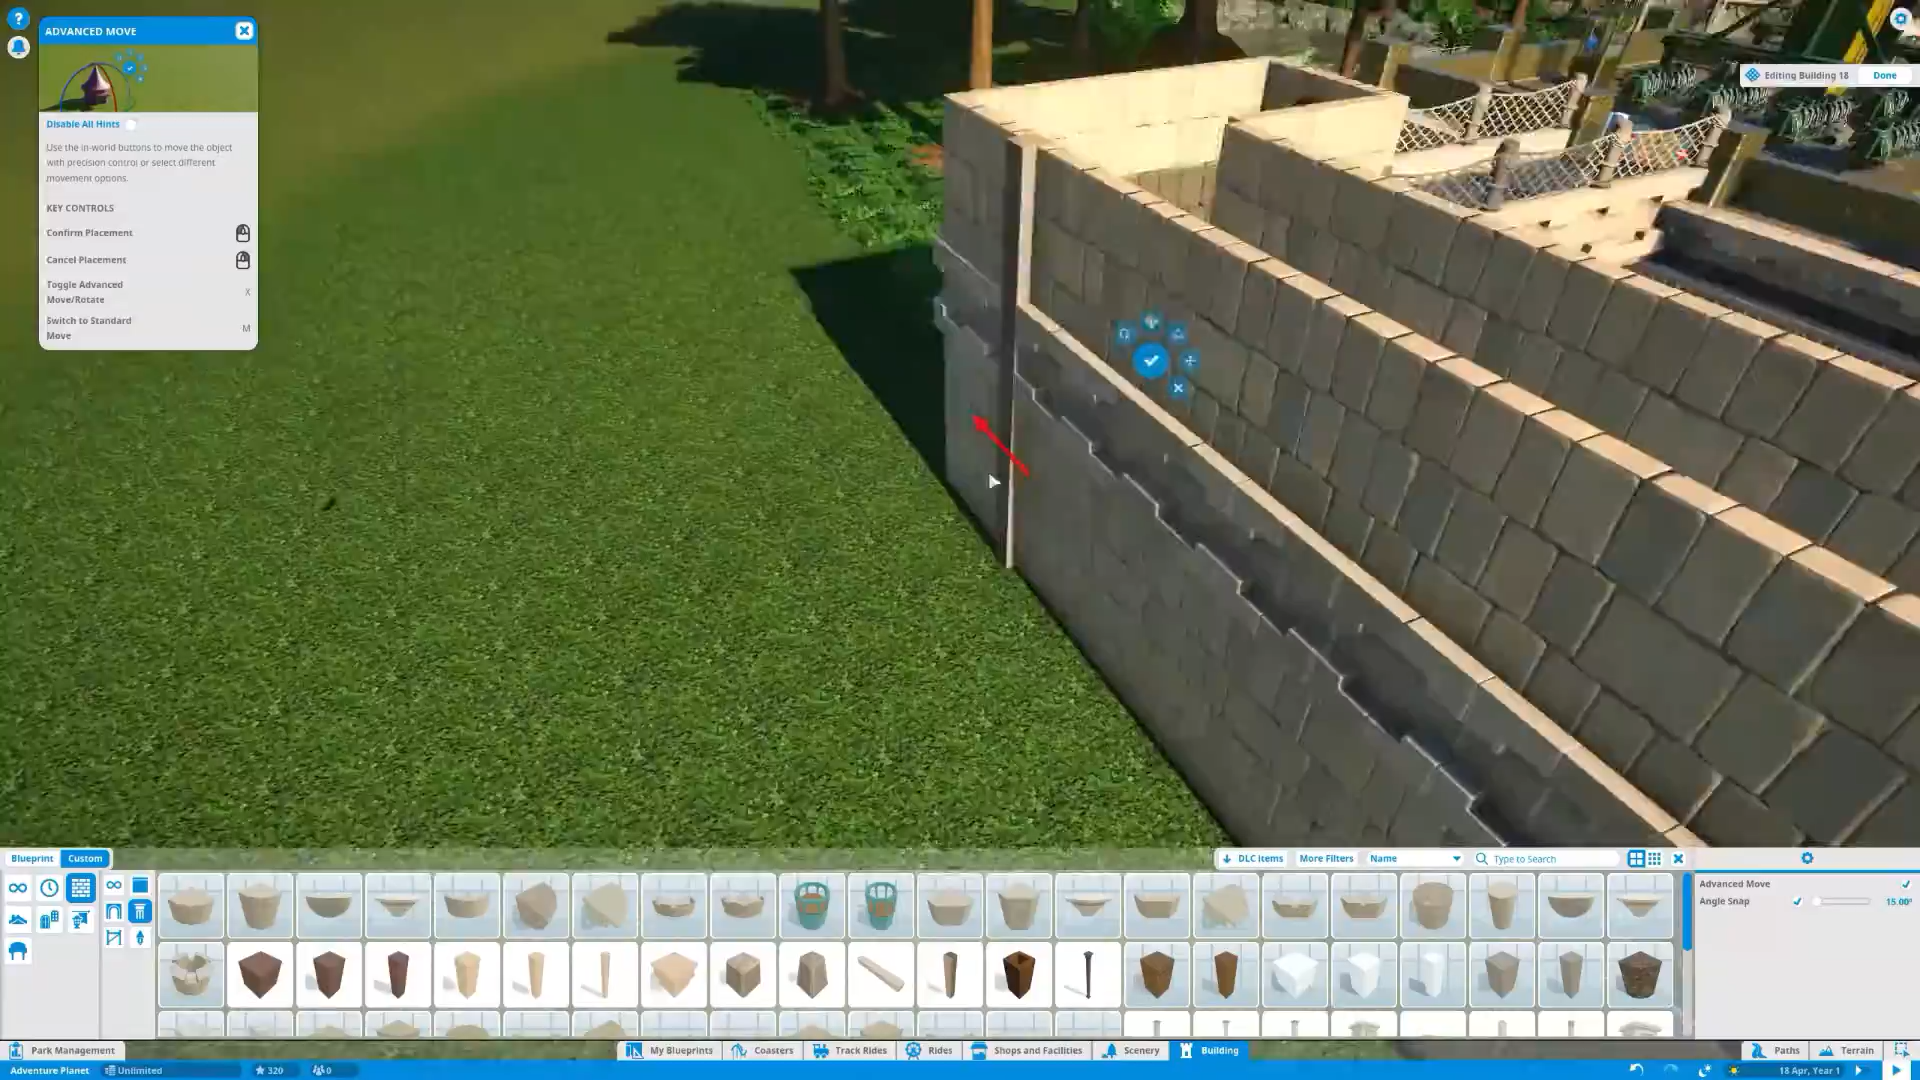 ?
ADVANCED MOVE
Disable All Hints
Use the in-world buttons to move the object
with precision control or select different
movement options.
KEY CONTROLS
Confirm Placement
Cancel Placement
Toggle Advanced
Move/Rotate
X
Switch to Standard
Move
M
Editing Building 18
Done
Blueprint
Custom
DLC Items
More Filters
Name
Type to Search
Advanced Move
Angle Snap
15.00°
Park Management
My Blueprints
Coasters
Track Rides
Rides
Shops and Facilities
Scenery
Building
Paths
Terrain
Adventure Planet
Unlimited
320
0
18 Apr, Year 1